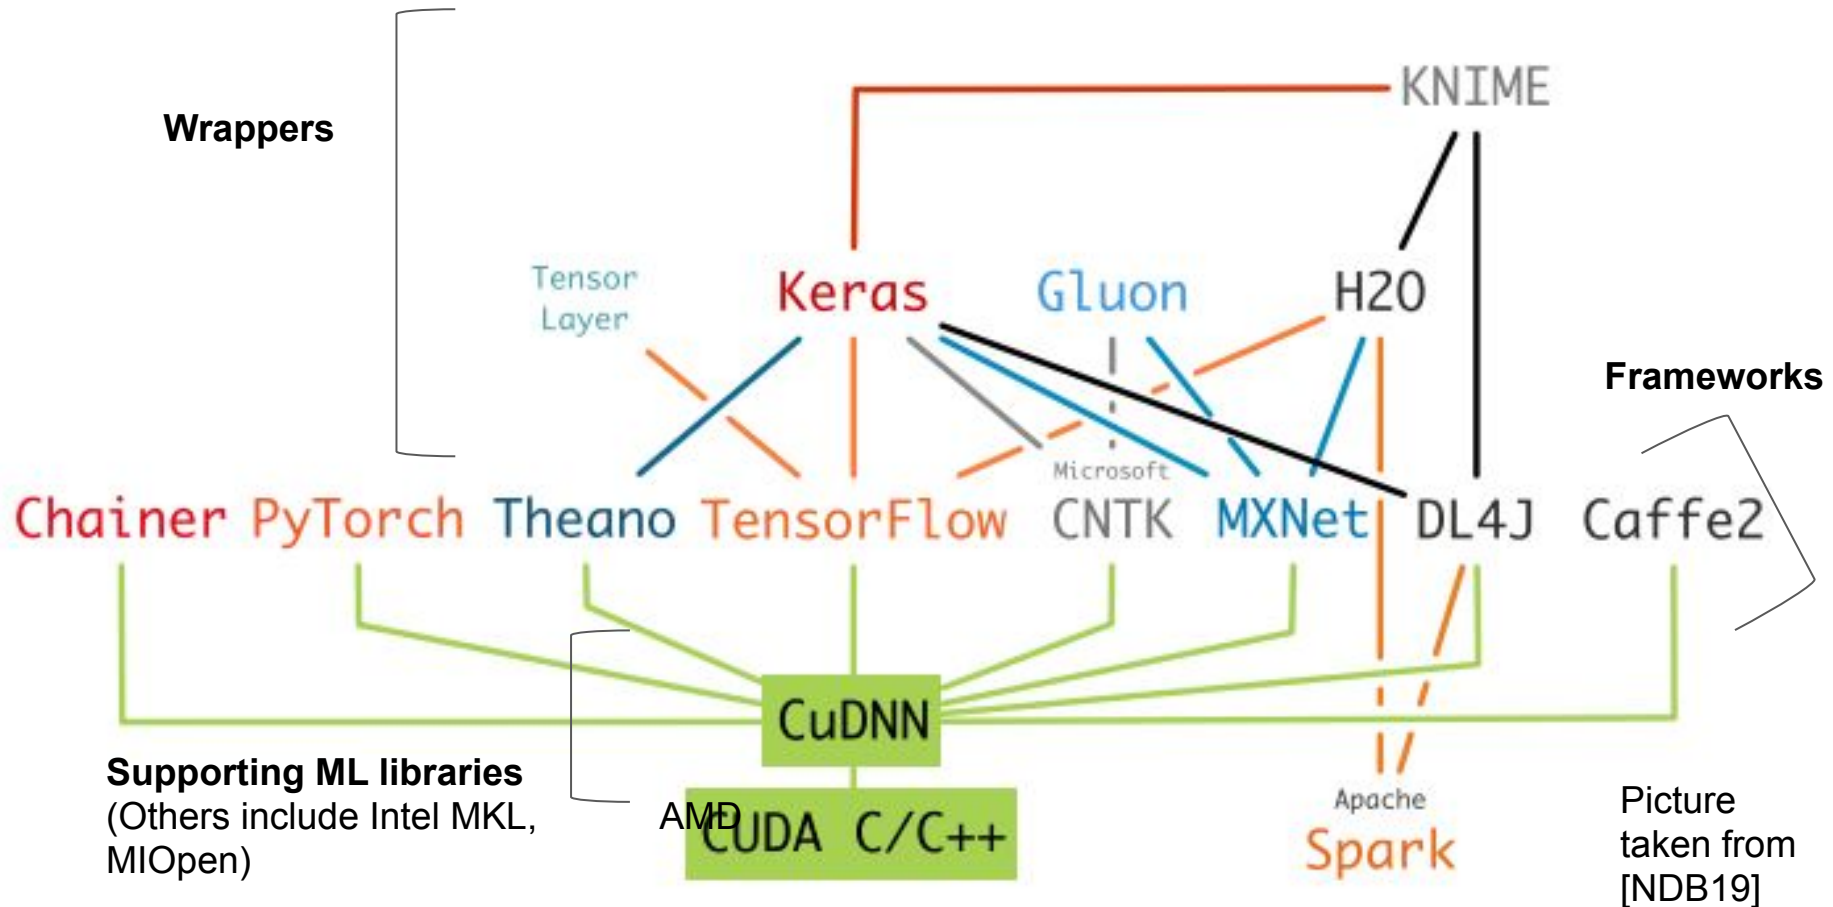 KNIME
Wrappers
Tensor
Layer
Keras
Gluon
H2O
Frameworks
Microsoft
Chainer
PyTorch
Theano
TensorFlow
CNTK
MXNet
DL4J
Caffe2
CuDNN
Supporting ML libraries
(Others include Intel MKL, AMD
MIOpen)
CUDA C/C++
Apache
Spark
Picture
taken from
[NDB19]